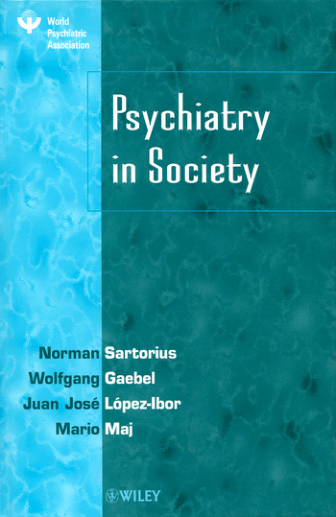 World
Psychiatric
Association
Psychiatry
in Society
Norman Sartorius
Wolfgang Gaebel
Juan José López-Ibor
Mario Maj
WILEY